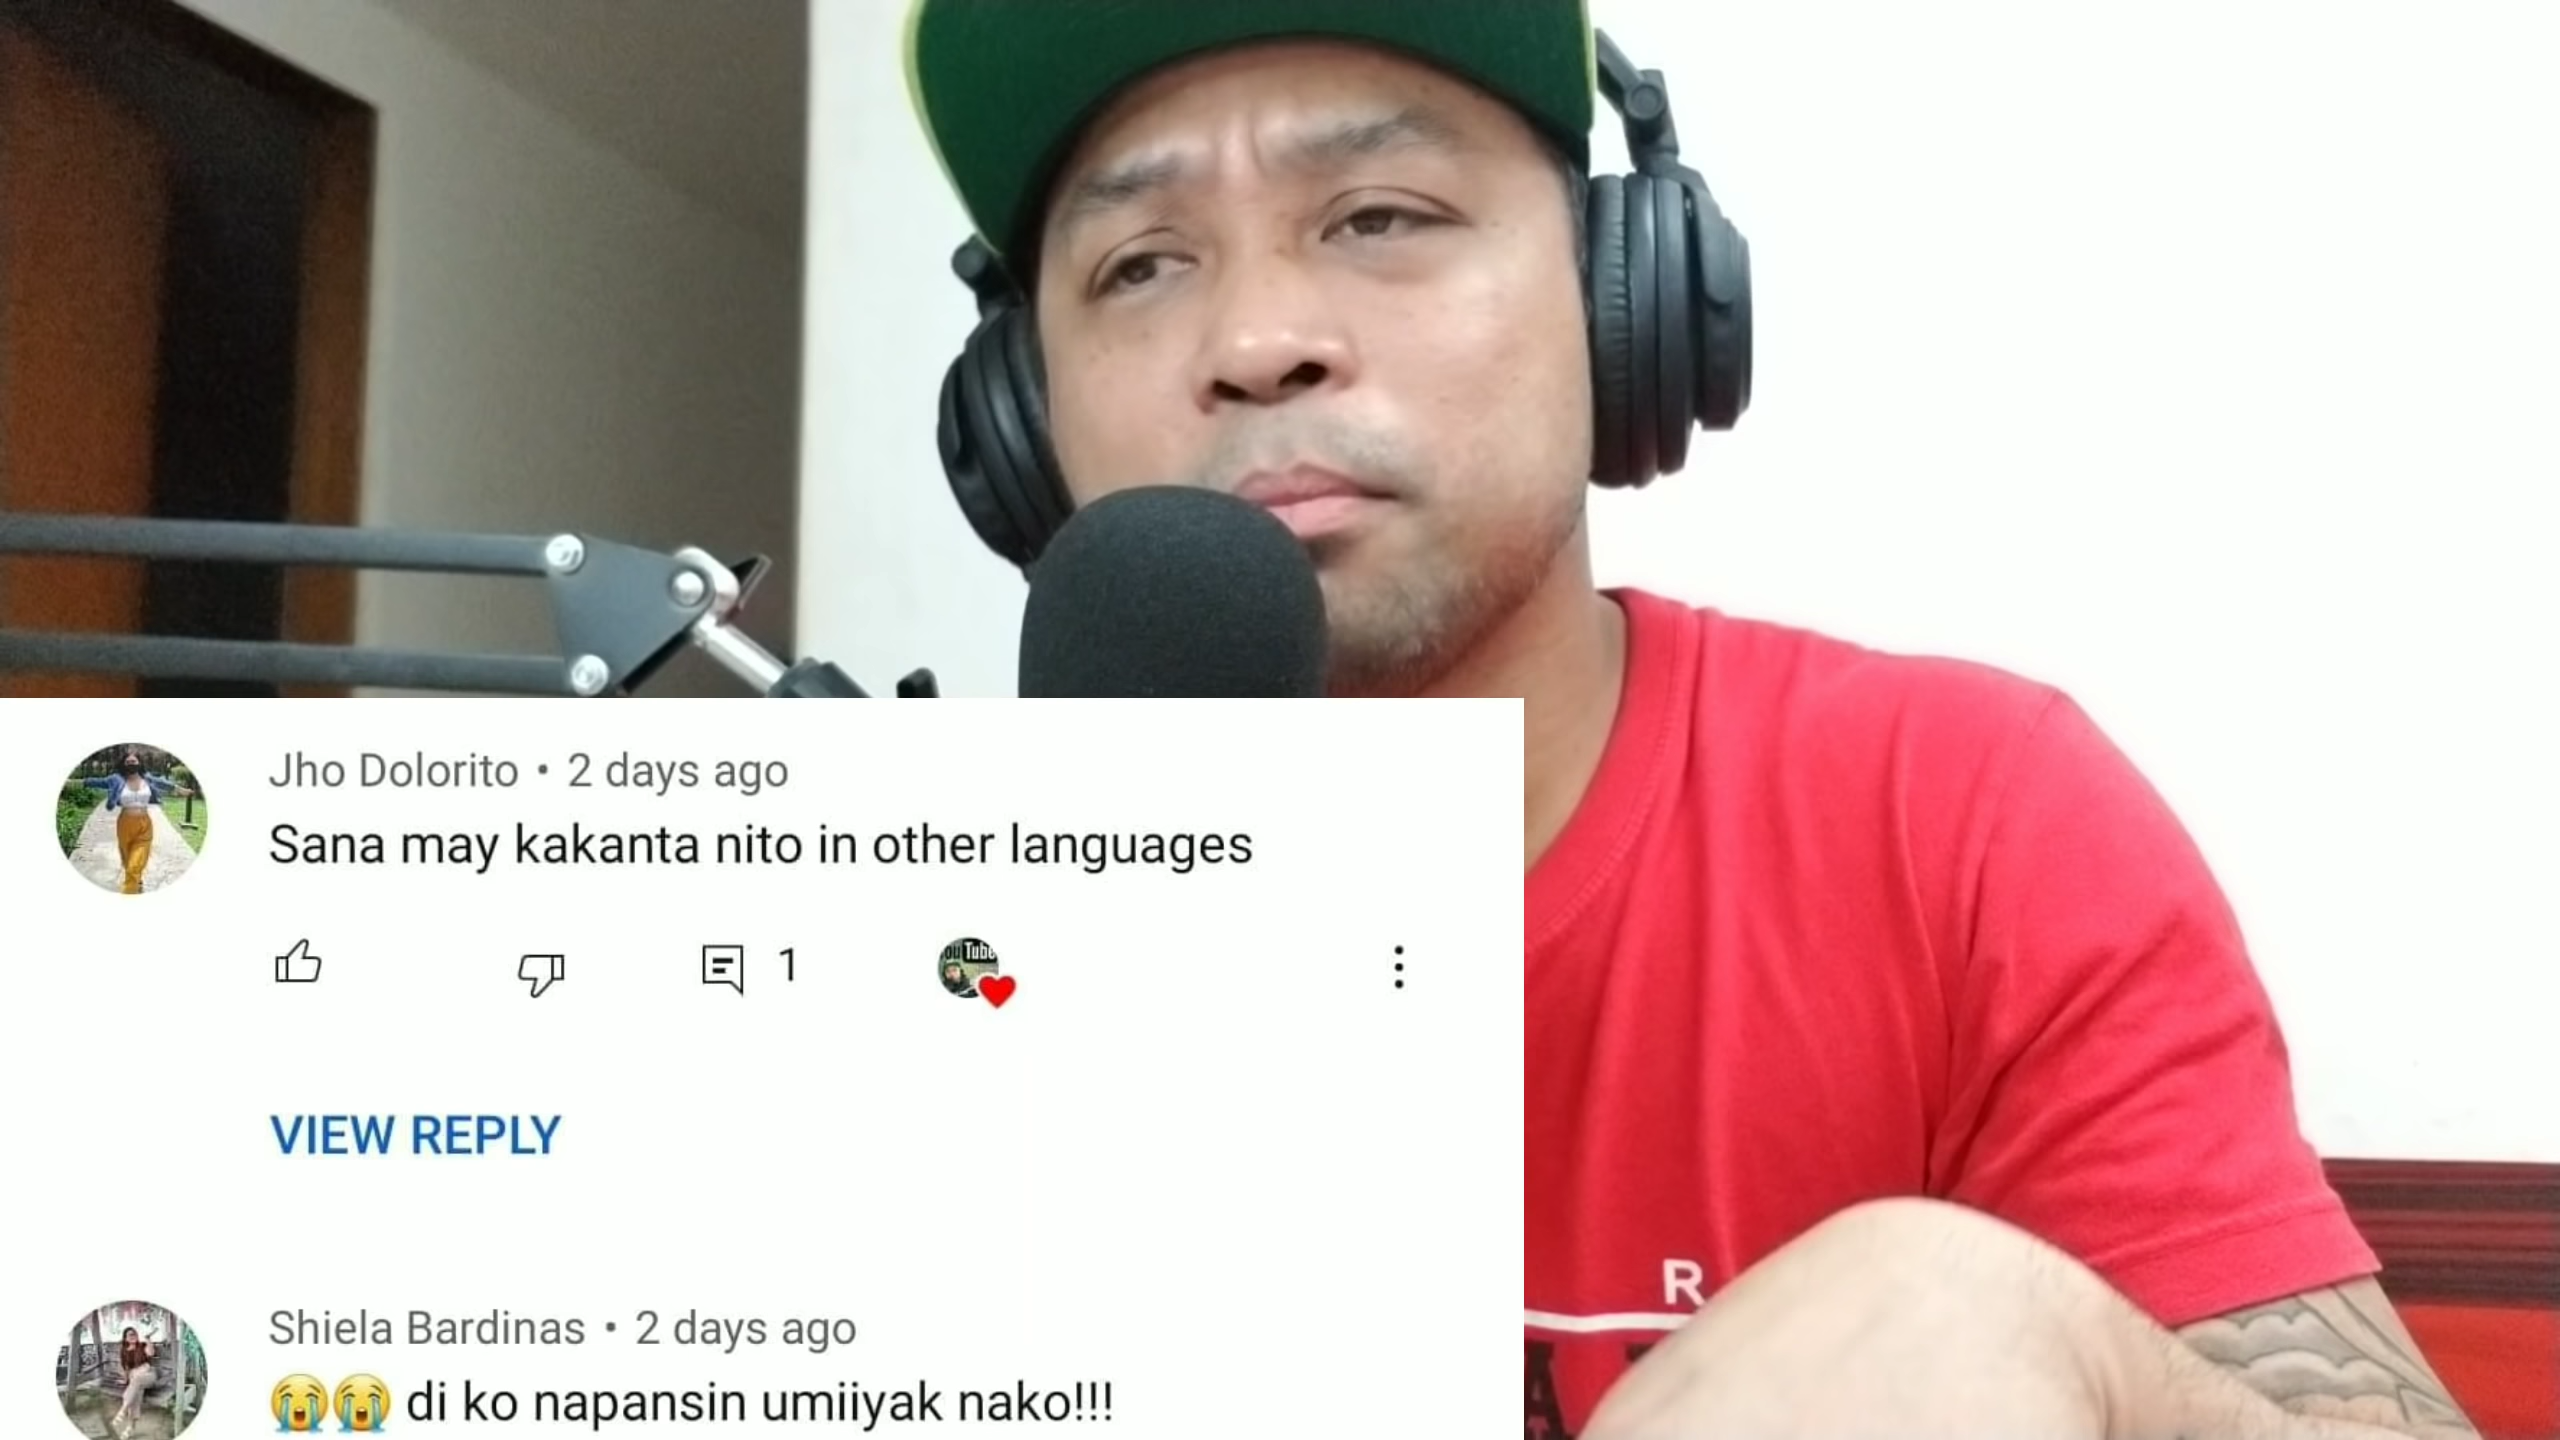 Jho Dolorito • 2 days ago
Sana may kakanta nito in other languages
1
ouTube
VIEW REPLY
Shiela Bardinas • 2 days ago
😭😭 di ko napansin umiiyak nako!!!
R